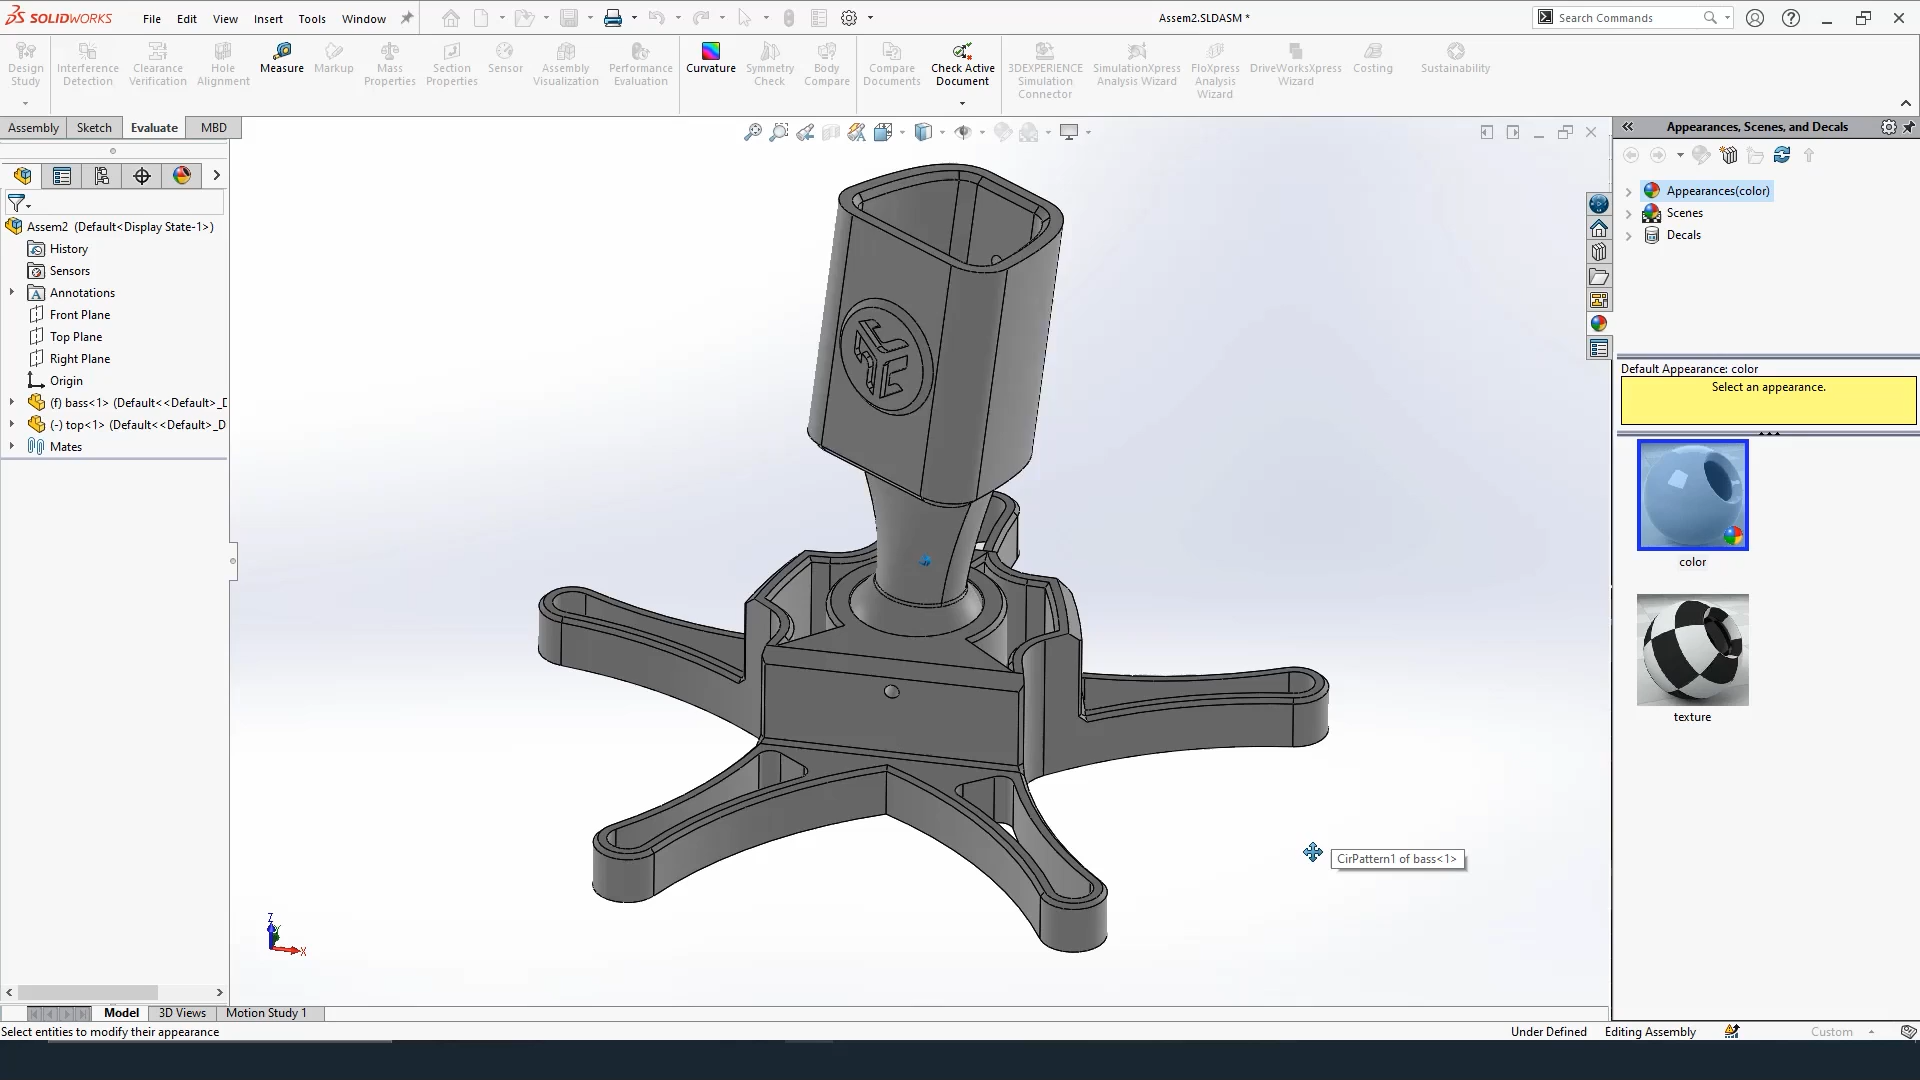 SOLIDWORKS
File Edit View Insert Tools Window
Assem2.SLDASM *
Search Commands
Design Study
Interference Detection
Clearance Verification
Hole Alignment
Measure
Markup
Mass Properties
Section Properties
Sensor
Assembly Visualization
Performance Evaluation
Curvature
Symmetry Check
Body Compare
Compare Documents
Check Active Document
3DEXPERIENCE Simulation Connector
SimulationXpress Analysis Wizard
FloXpress Analysis Wizard
DriveWorksXpress Wizard
Costing
Sustainability
Assembly Sketch Evaluate MBD
Appearances, Scenes, and Decals
Assem2 (Default<Display State-1>)
History
Sensors
Annotations
Front Plane
Top Plane
Right Plane
Origin
(f) bass<1> (Default<<Default>_D
(-) top<1> (Default<<Default>_D
Mates
Appearances(color)
Scenes
Decals
Default Appearance: color
Select an appearance.
color
texture
CirPattern1 of bass<1>
Z
Y
X
Model 3D Views Motion Study 1
Select entities to modify their appearance
Under Defined Editing Assembly Custom